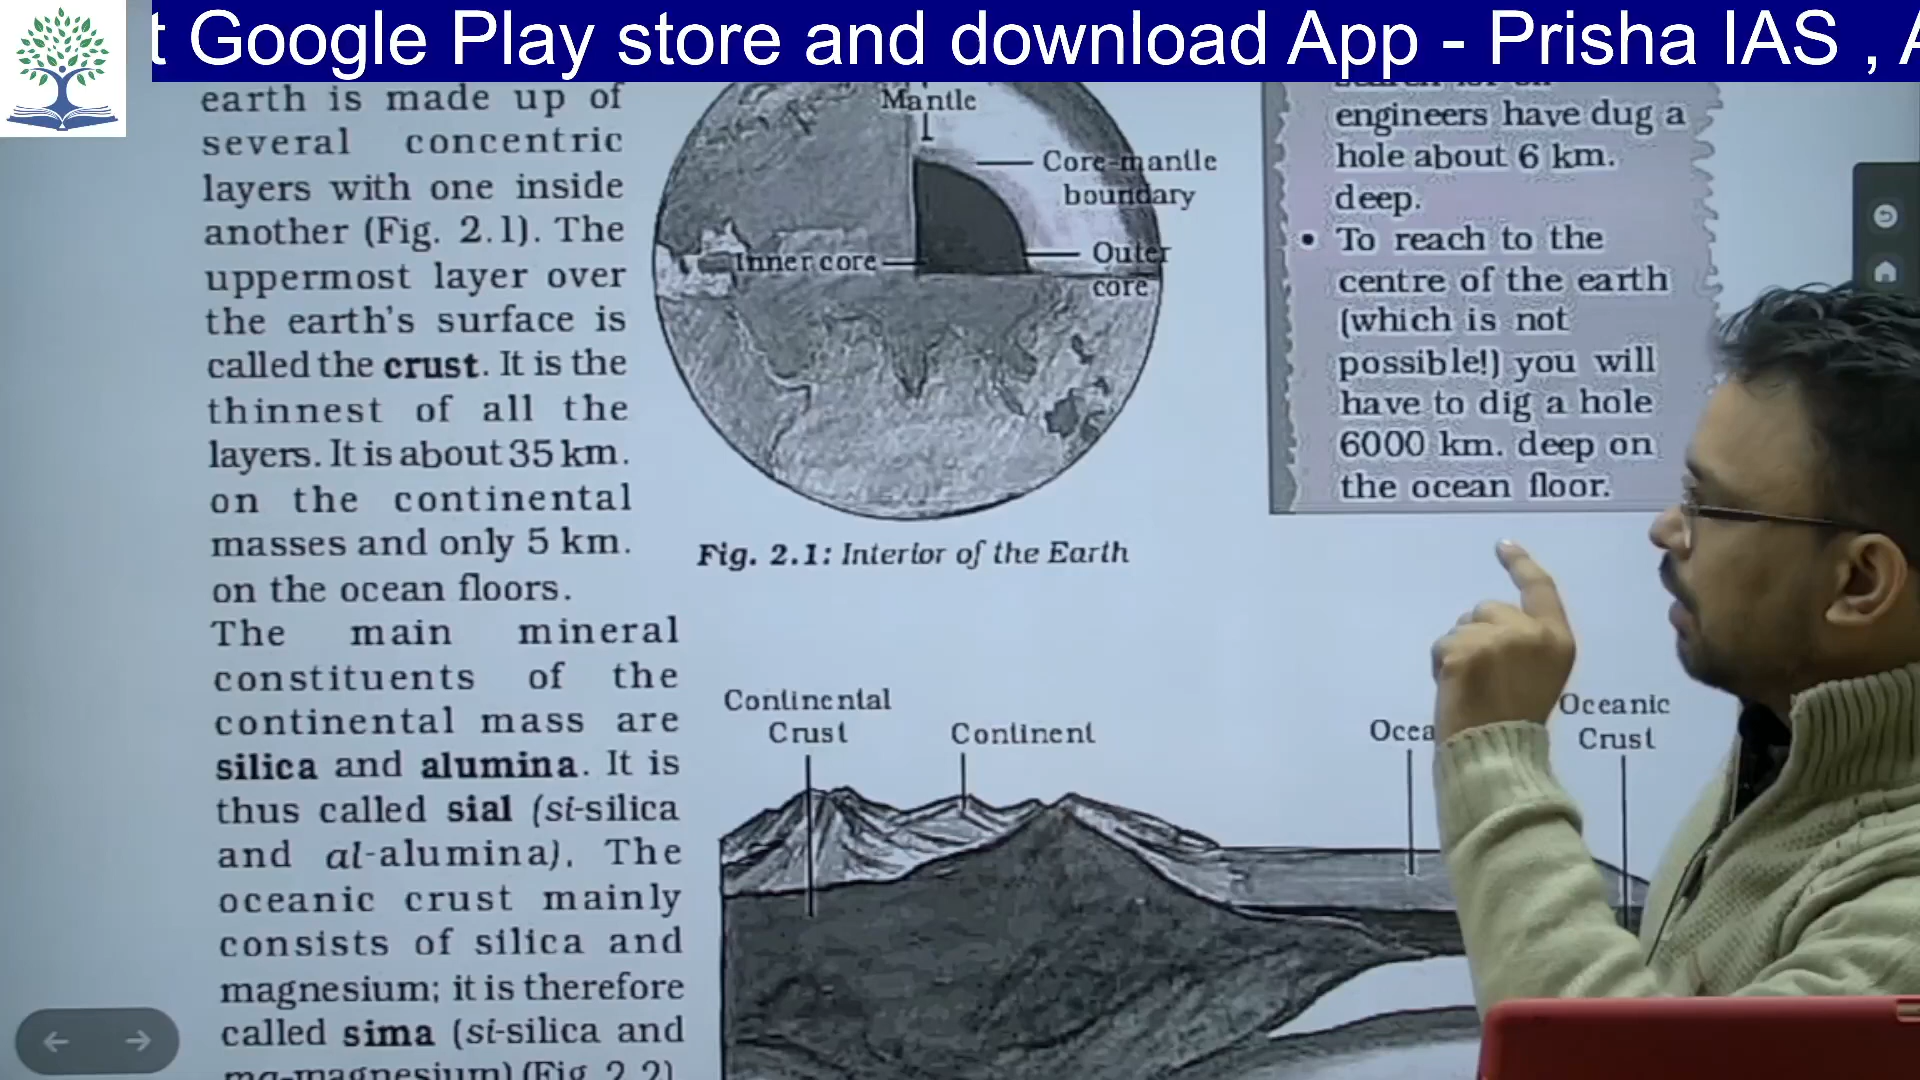 t Google Play store and download App - Prisha IAS , A
earth is made up of
several concentric
layers with one inside
another (Fig. 2.1). The
uppermost layer over
the earth's surface is
called the crust. It is the
thinnest of all the
layers. It is about 35 km.
on the continental
masses and only 5 km.
on the ocean floors.
The main mineral
constituents of the
continental mass are
silica and alumina. It is
thus called sial (si-silica
and al-alumina). The
oceanic crust mainly
consists of silica and
magnesium; it is therefore
called sima (si-silica and
ma-magnesium) (Fig. 2.2)
Mantle
Core-mantle
boundary
Inner core
Outer
core
Fig. 2.1: Interior of the Earth
engineers have dug a
hole about 6 km.
deep.
• To reach to the
centre of the earth
(which is not
possible!) you will
have to dig a hole
6000 km. deep on
the ocean floor.
Continental
Crust
Continent
Ocea
Oceanic
Crust